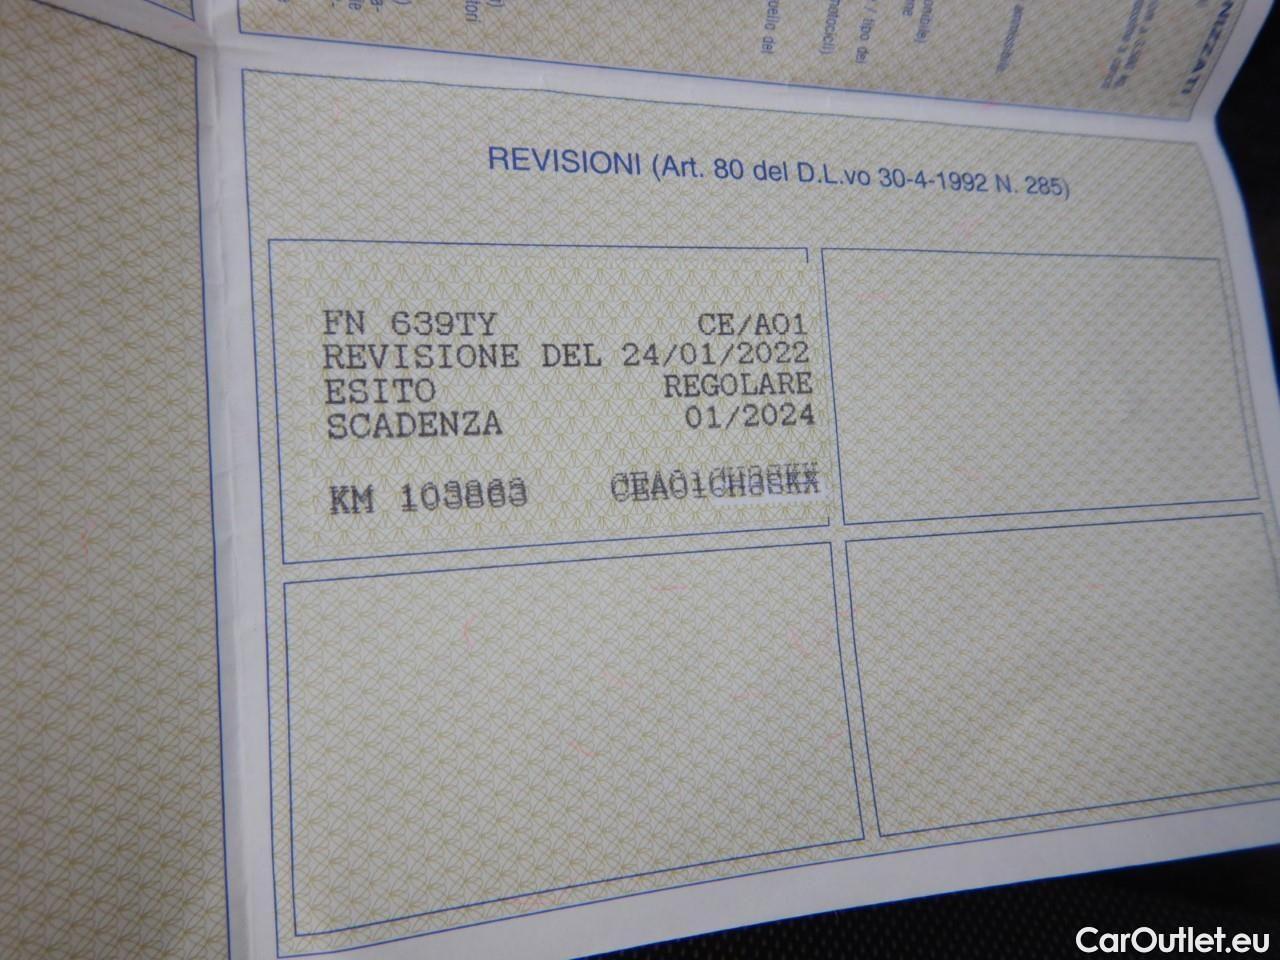 NIZZATI
REVISIONI (Art. 80 del D.L.vo 30-4-1992 N. 285)
FN 639TY CE/A01
REVISIONE DEL 24/01/2022
ESITO REGOLARE
SCADENZA 01/2024
KM 103863
CarOutlet.eu